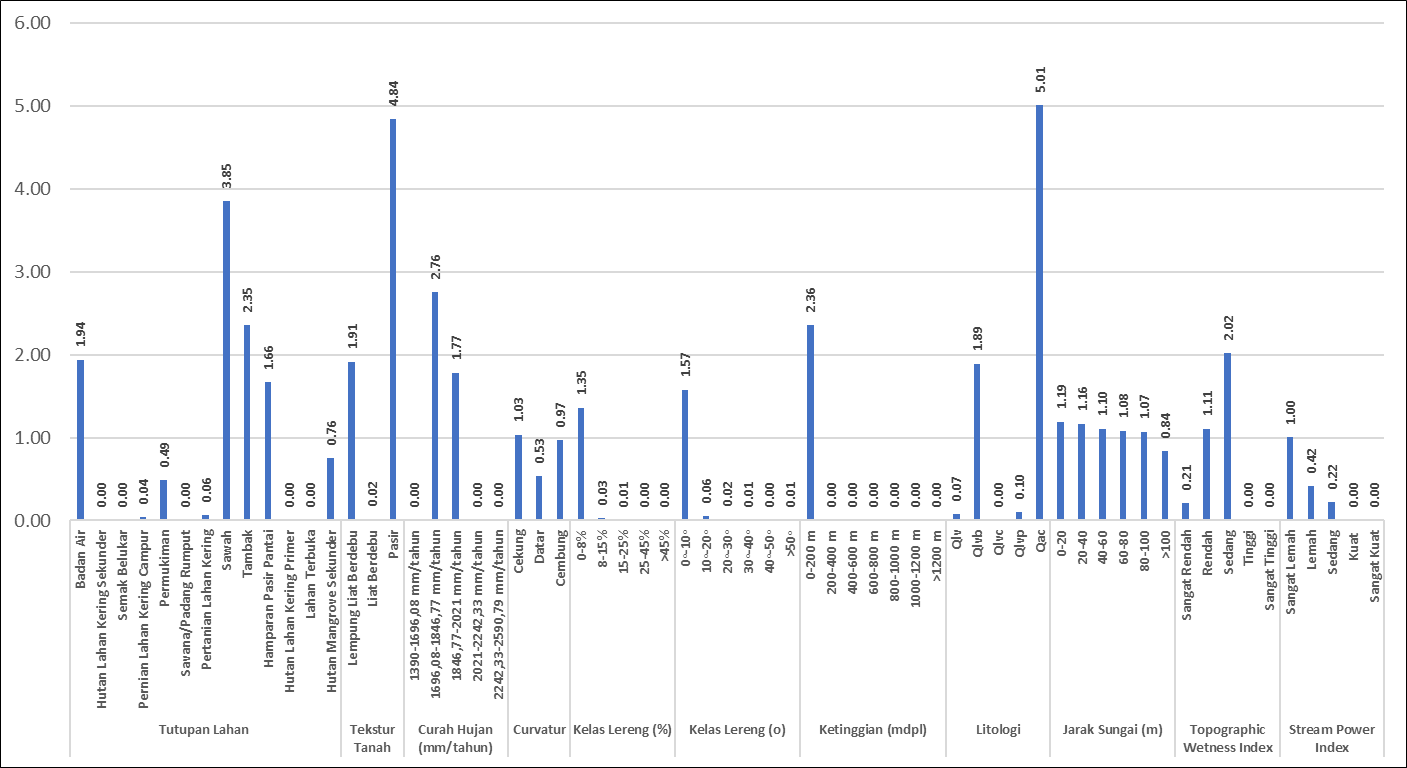 6.00
5.00
4.00
3.00
2.00
1.00
0.00
1.94
0.00
0.00
0.04
0.49
0.00
0.06
3.85
2.35
1.66
0.00
0.00
0.76
1.91
0.02
4.84
0.00
2.76
1.77
0.00
0.00
1.03
0.53
0.97
1.35
0.03
0.01
0.00
0.00
1.57
0.06
0.02
0.01
0.00
0.01
2.36
0.00
0.00
0.00
0.00
0.00
0.00
0.07
1.89
0.00
0.10
5.01
1.19
1.16
1.10
1.08
1.07
0.84
0.21
1.11
2.02
0.00
0.00
1.00
0.42
0.22
0.00
0.00
Badan Air
Hutan Lahan Kering Sekunder
Semak Belukar
Pernian Lahan Kering Campur
Permukiman
Savana/Padang Rumput
Pertanian Lahan Kering
Sawah
Tambak
Hamparan Pasir Pantai
Hutan Lahan Kering Primer
Lahan Terbuka
Hutan Mangrove Sekunder
Lempung Liat Berdebu
Liat Berdebu
Pasir
1390-1696,08 mm/tahun
1696,08-1846,77 mm/tahun
1846,77-2021 mm/tahun
2021-2242,33 mm/tahun
2242,33-2590,79 mm/tahun
Cekung
Datar
Cembung
0-8%
8-15%
15-25%
25-45%
>45%
0°-10°
10°-20°
20°-30°
30°-40°
40°-50°
>50°
0-200 m
200-400 m
400-600 m
600-800 m
800-1000 m
1000-1200 m
>1200 m
Qlv
Qlvb
Qlvc
Qlvp
Qac
0-20
20-40
40-60
60-80
80-100
>100
Sangat Rendah
Rendah
Sedang
Tinggi
Sangat Tinggi
Sangat Lemah
Lemah
Sedang
Kuat
Sangat Kuat
Tutupan Lahan
Tekstur
Tanah
Curah Hujan
(mm/tahun)
Curvatur
Kelas Lereng (%)
Kelas Lereng (o)
Ketinggian (mdpl)
Litologi
Jarak Sungai (m)
Topographic
Wetness Index
Stream Power
Index